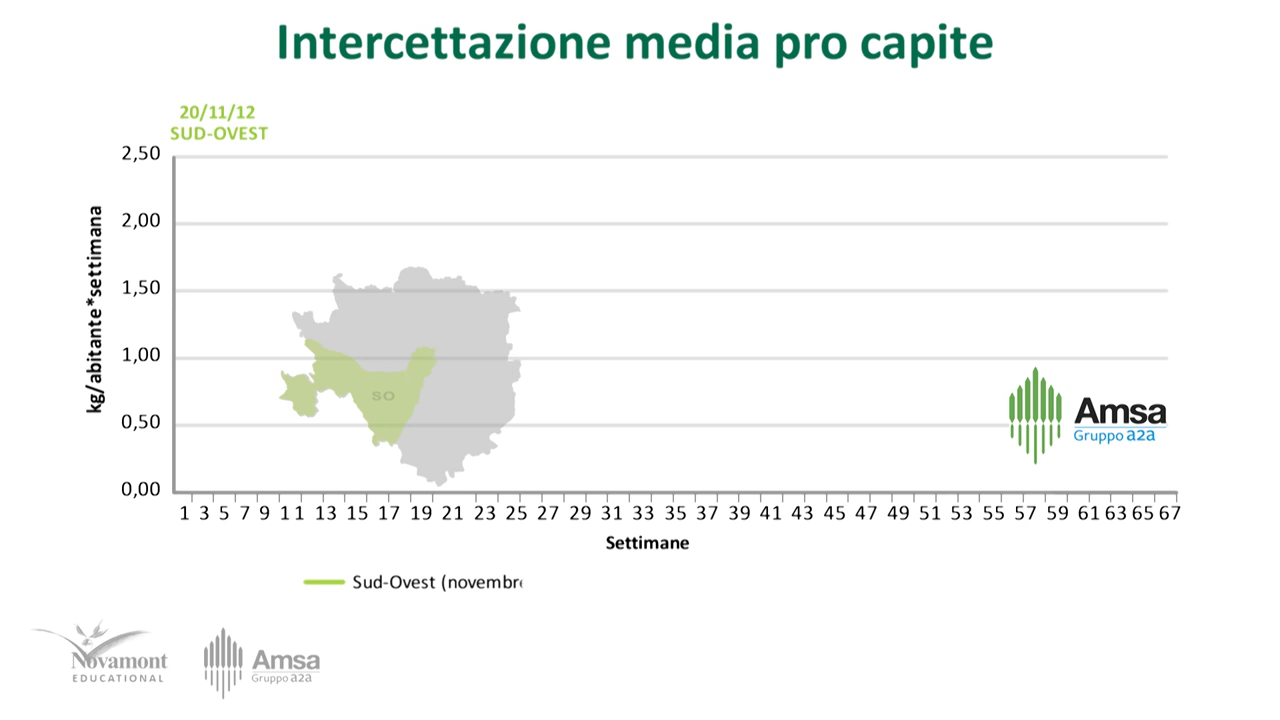 Intercettazione media pro capite
20/11/12
SUD-OVEST
2,50
2,00
1,50
1,00
0,50
0,00
kg/abitante*settimana
SO
Amsa
Gruppo a2a
1 3 5 7 9 11 13 15 17 19 21 23 25 27 29 31 33 35 37 39 41 43 45 47 49 51 53 55 57 59 61 63 65 67
Settimane
Sud-Ovest (novembre
Novamont
EDUCATIONAL
Amsa
Gruppo a2a